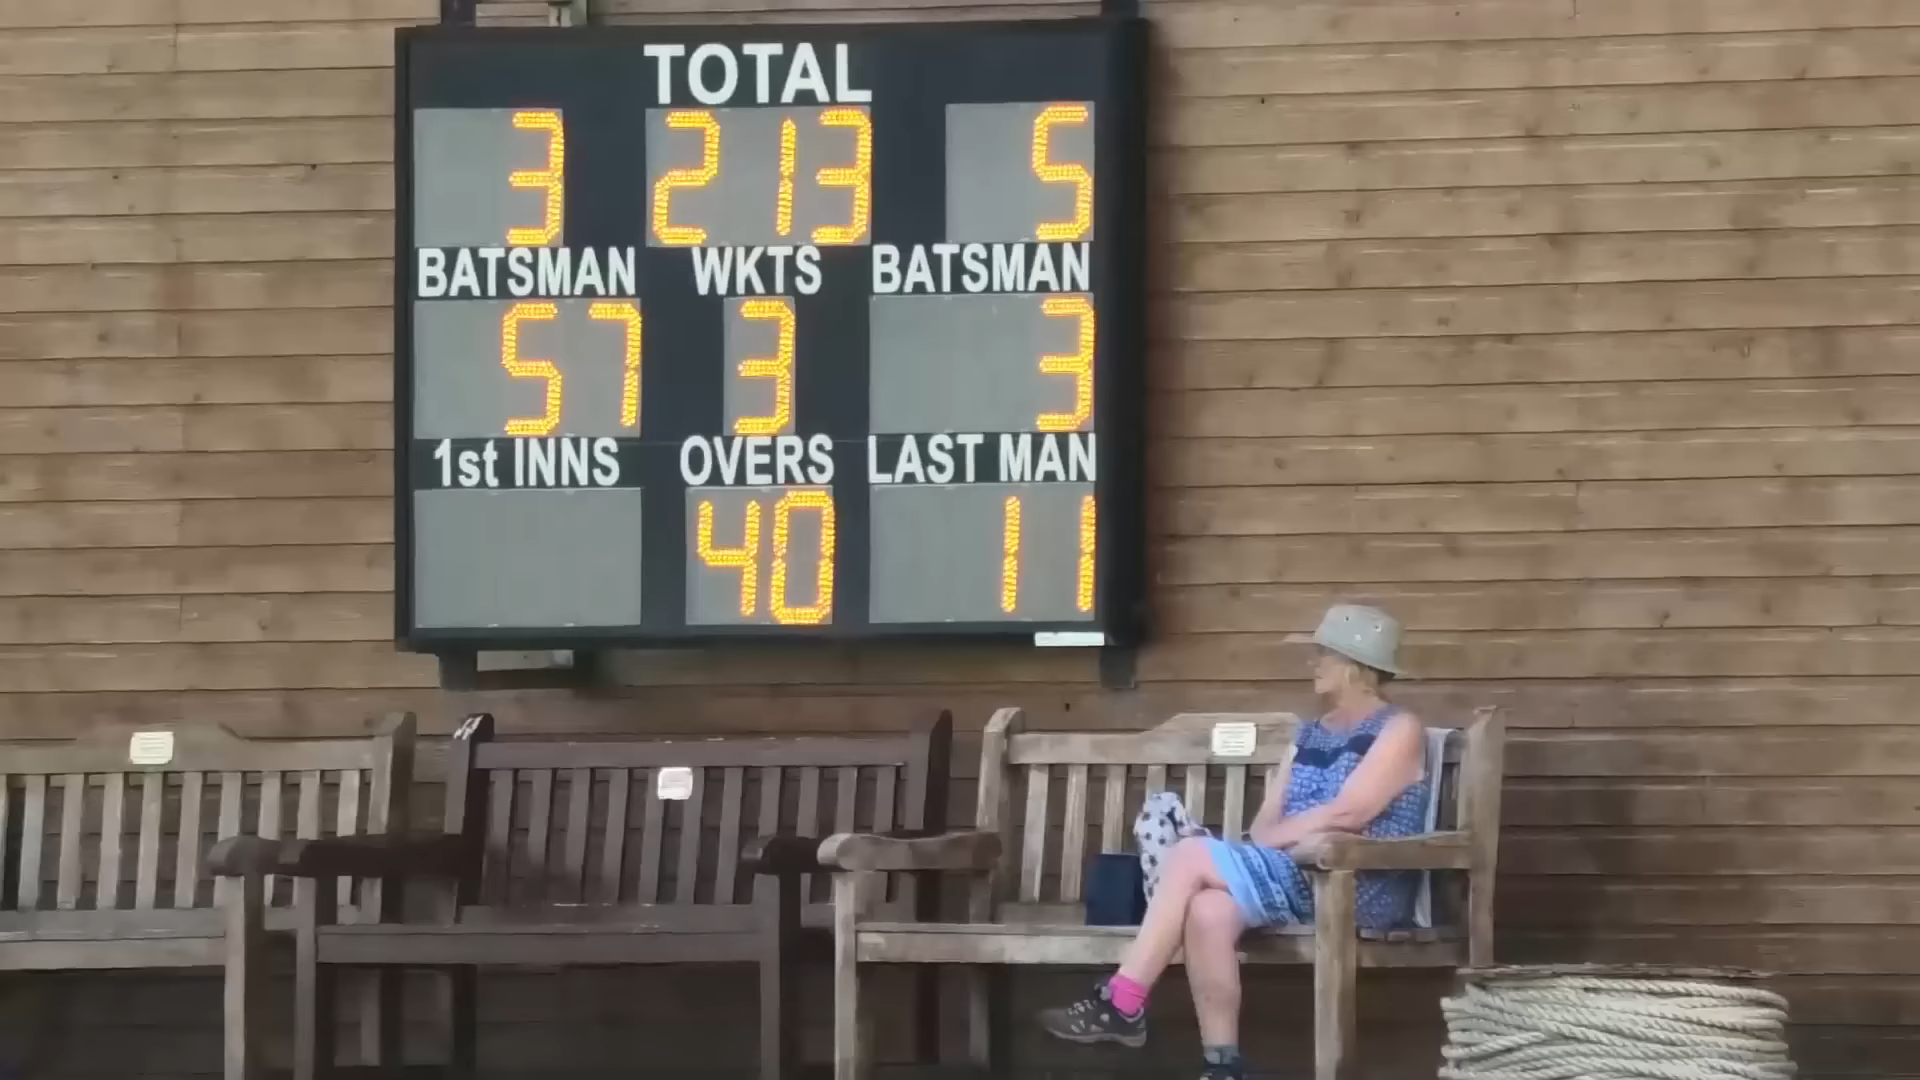 TOTAL
3 213 5
BATSMAN WKTS BATSMAN
57 3 3
1st INNS OVERS LAST MAN
40 11